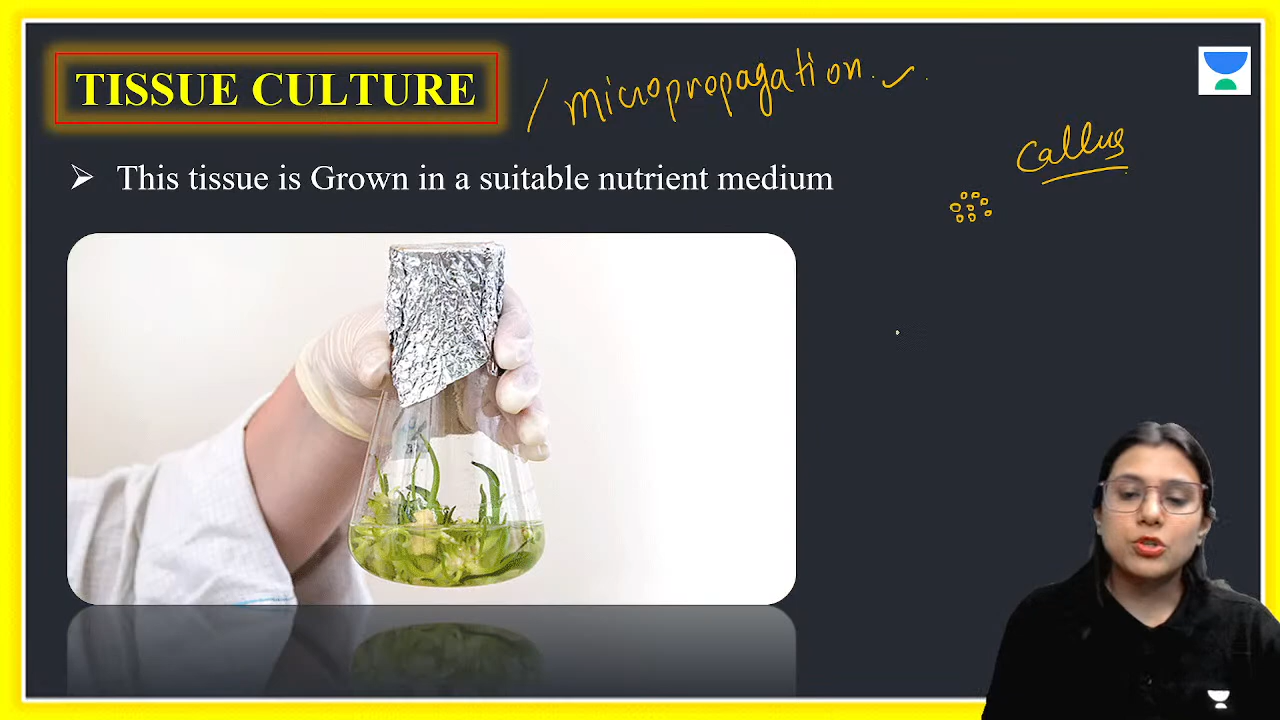 TISSUE CULTURE / micropropagation.
Callus
➢ This tissue is Grown in a suitable nutrient medium